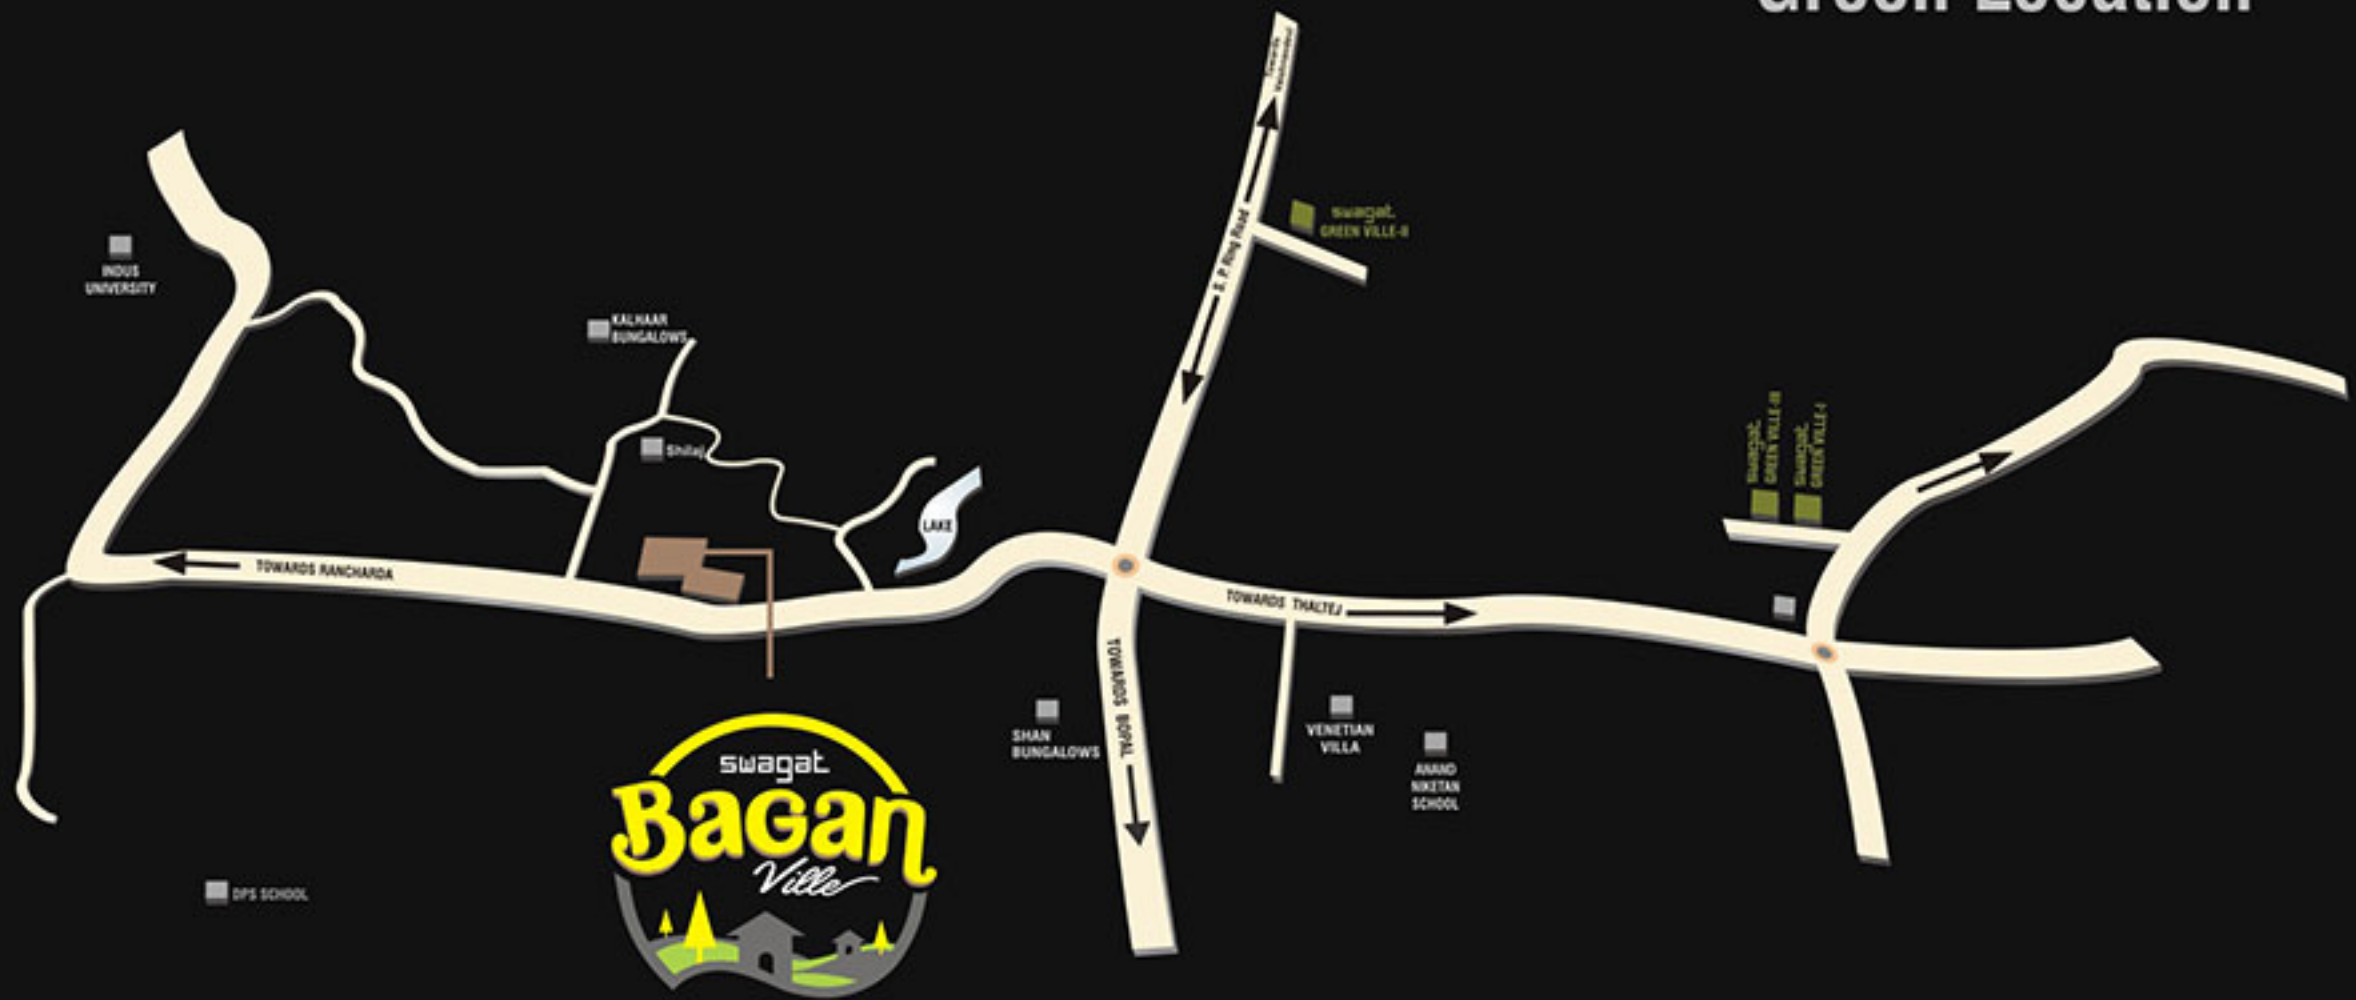 Green Location
Towards
S. P. Ring Road
swagat
GREEN VILLE-II
INDUS
UNIVERSITY
KALHAAR
BUNGALOWS
Shilaj
LAKE
swagat
GREEN VILLE-III
swagat
GREEN VILLE-I
TOWARDS RANCHARDA
TOWARDS THALTEJ
TOWARDS BOPAL
SHAN
BUNGALOWS
VENETIAN
VILLA
ANAND
NIKETAN
SCHOOL
swagat
BaGan
Ville
DPS SCHOOL